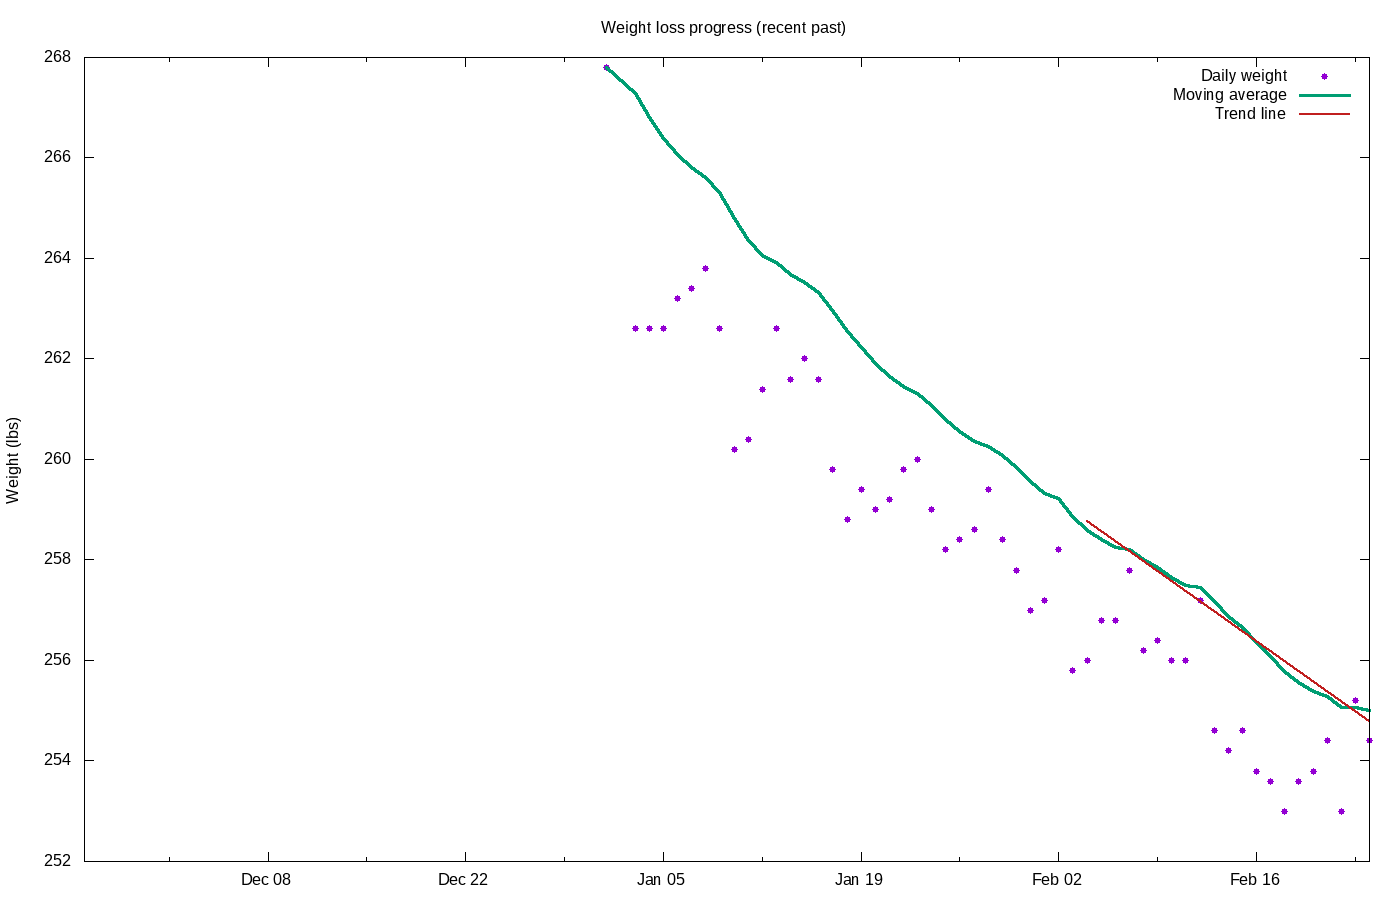 Weight loss progress (recent past)
268
266
264
262
260
258
256
254
252
Weight (lbs)
Daily weight
Moving average
Trend line
Dec 08
Dec 22
Jan 05
Jan 19
Feb 02
Feb 16